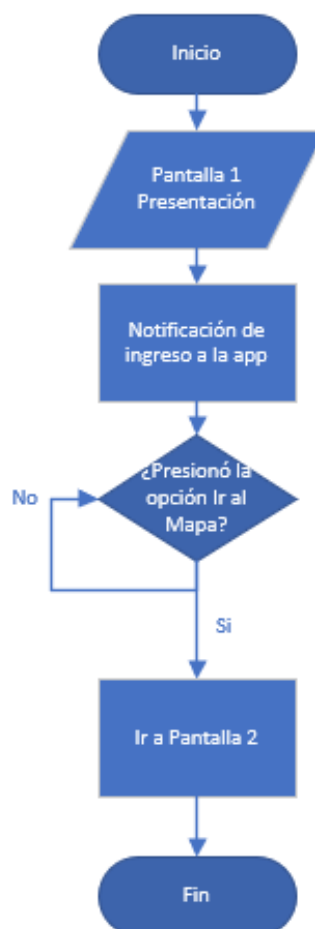 Inicio
Pantalla 1
Presentación
Notificación de
ingreso a la app
¿Presionó la
opción Ir al
Mapa?
No
Si
Ir a Pantalla 2
Fin